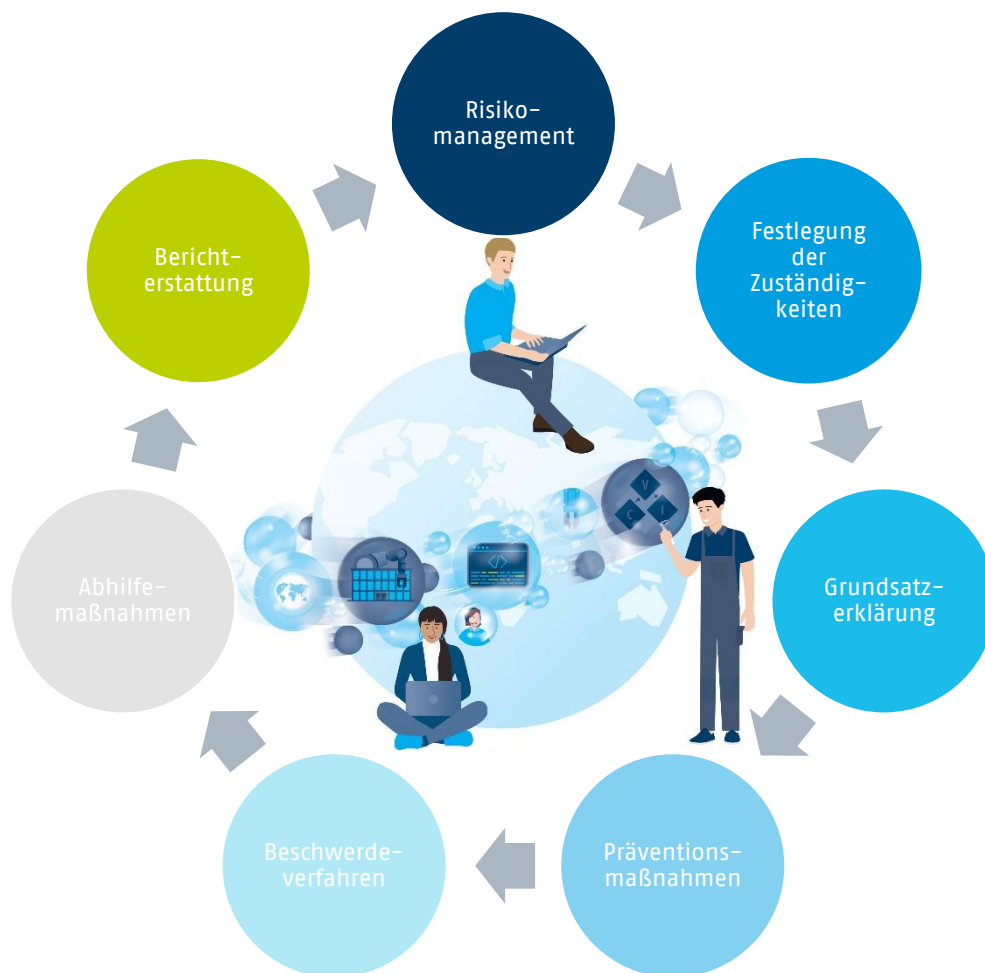 Risiko-
management
Festlegung
der
Zuständig-
keiten
Grundsatz-
erklärung
Präventions-
maßnahmen
Beschwerde-
verfahren
Abhilfe-
maßnahmen
Bericht-
erstattung
V
C I
</>